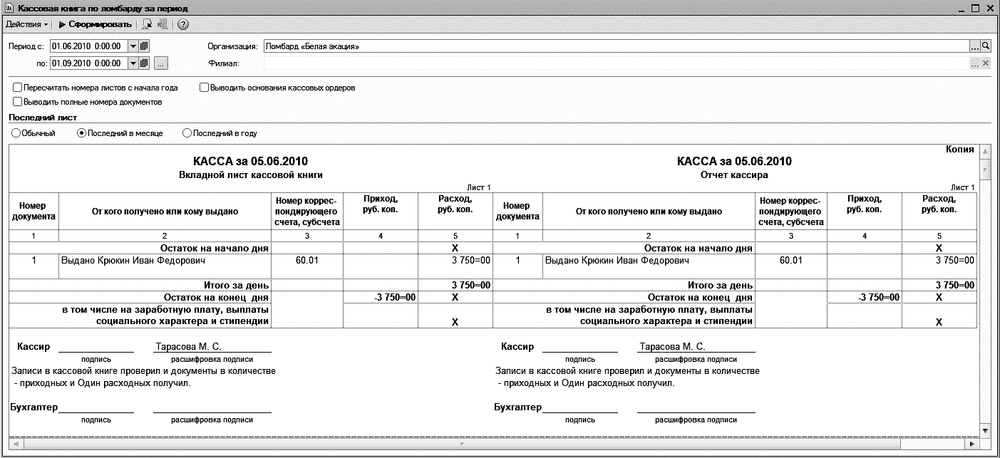 Кассовая книга по ломбарду за период
Действия Сформировать
Период с: 01.06.2010 0:00:00 Организация: Ломбард «Белая акация»
по: 01.09.2010 0:00:00 ... Филиал:
Пересчитать номера листов с начала года Выводить основания кассовых ордеров
Выводить полные номера документов
Последний лист
Обычный Последний в месяце Последний в году
Копия
КАССА за 05.06.2010 КАССА за 05.06.2010
Вкладной лист кассовой книги Отчет кассира
Лист 1 Лист 1
Номер документа От кого получено или кому выдано Номер коррес-пондирующего счета, субсчета Приход, руб. коп. Расход, руб. коп. Номер документа От кого получено или кому выдано Номер коррес-пондирующего счета, субсчета Приход, руб. коп. Расход, руб. коп.
1 2 3 4 5 1 2 3 4 5
Остаток на начало дня X Остаток на начало дня X
1 Выдано Крюкин Иван Федорович 60.01 3 750=00 1 Выдано Крюкин Иван Федорович 60.01 3 750=00
Итого за день 3 750=00 Итого за день 3 750=00
Остаток на конец дня -3 750=00 X Остаток на конец дня -3 750=00 X
в том числе на заработную плату, выплаты в том числе на заработную плату, выплаты
социального характера и стипендии X социального характера и стипендии X
Кассир Тарасова М. С. Кассир Тарасова М. С.
подпись расшифровка подписи подпись расшифровка подписи
Записи в кассовой книге проверил и документы в количестве Записи в кассовой книге проверил и документы в количестве
- приходных и Один расходных получил. - приходных и Один расходных получил.
Бухгалтер Бухгалтер
подпись расшифровка подписи подпись расшифровка подписи